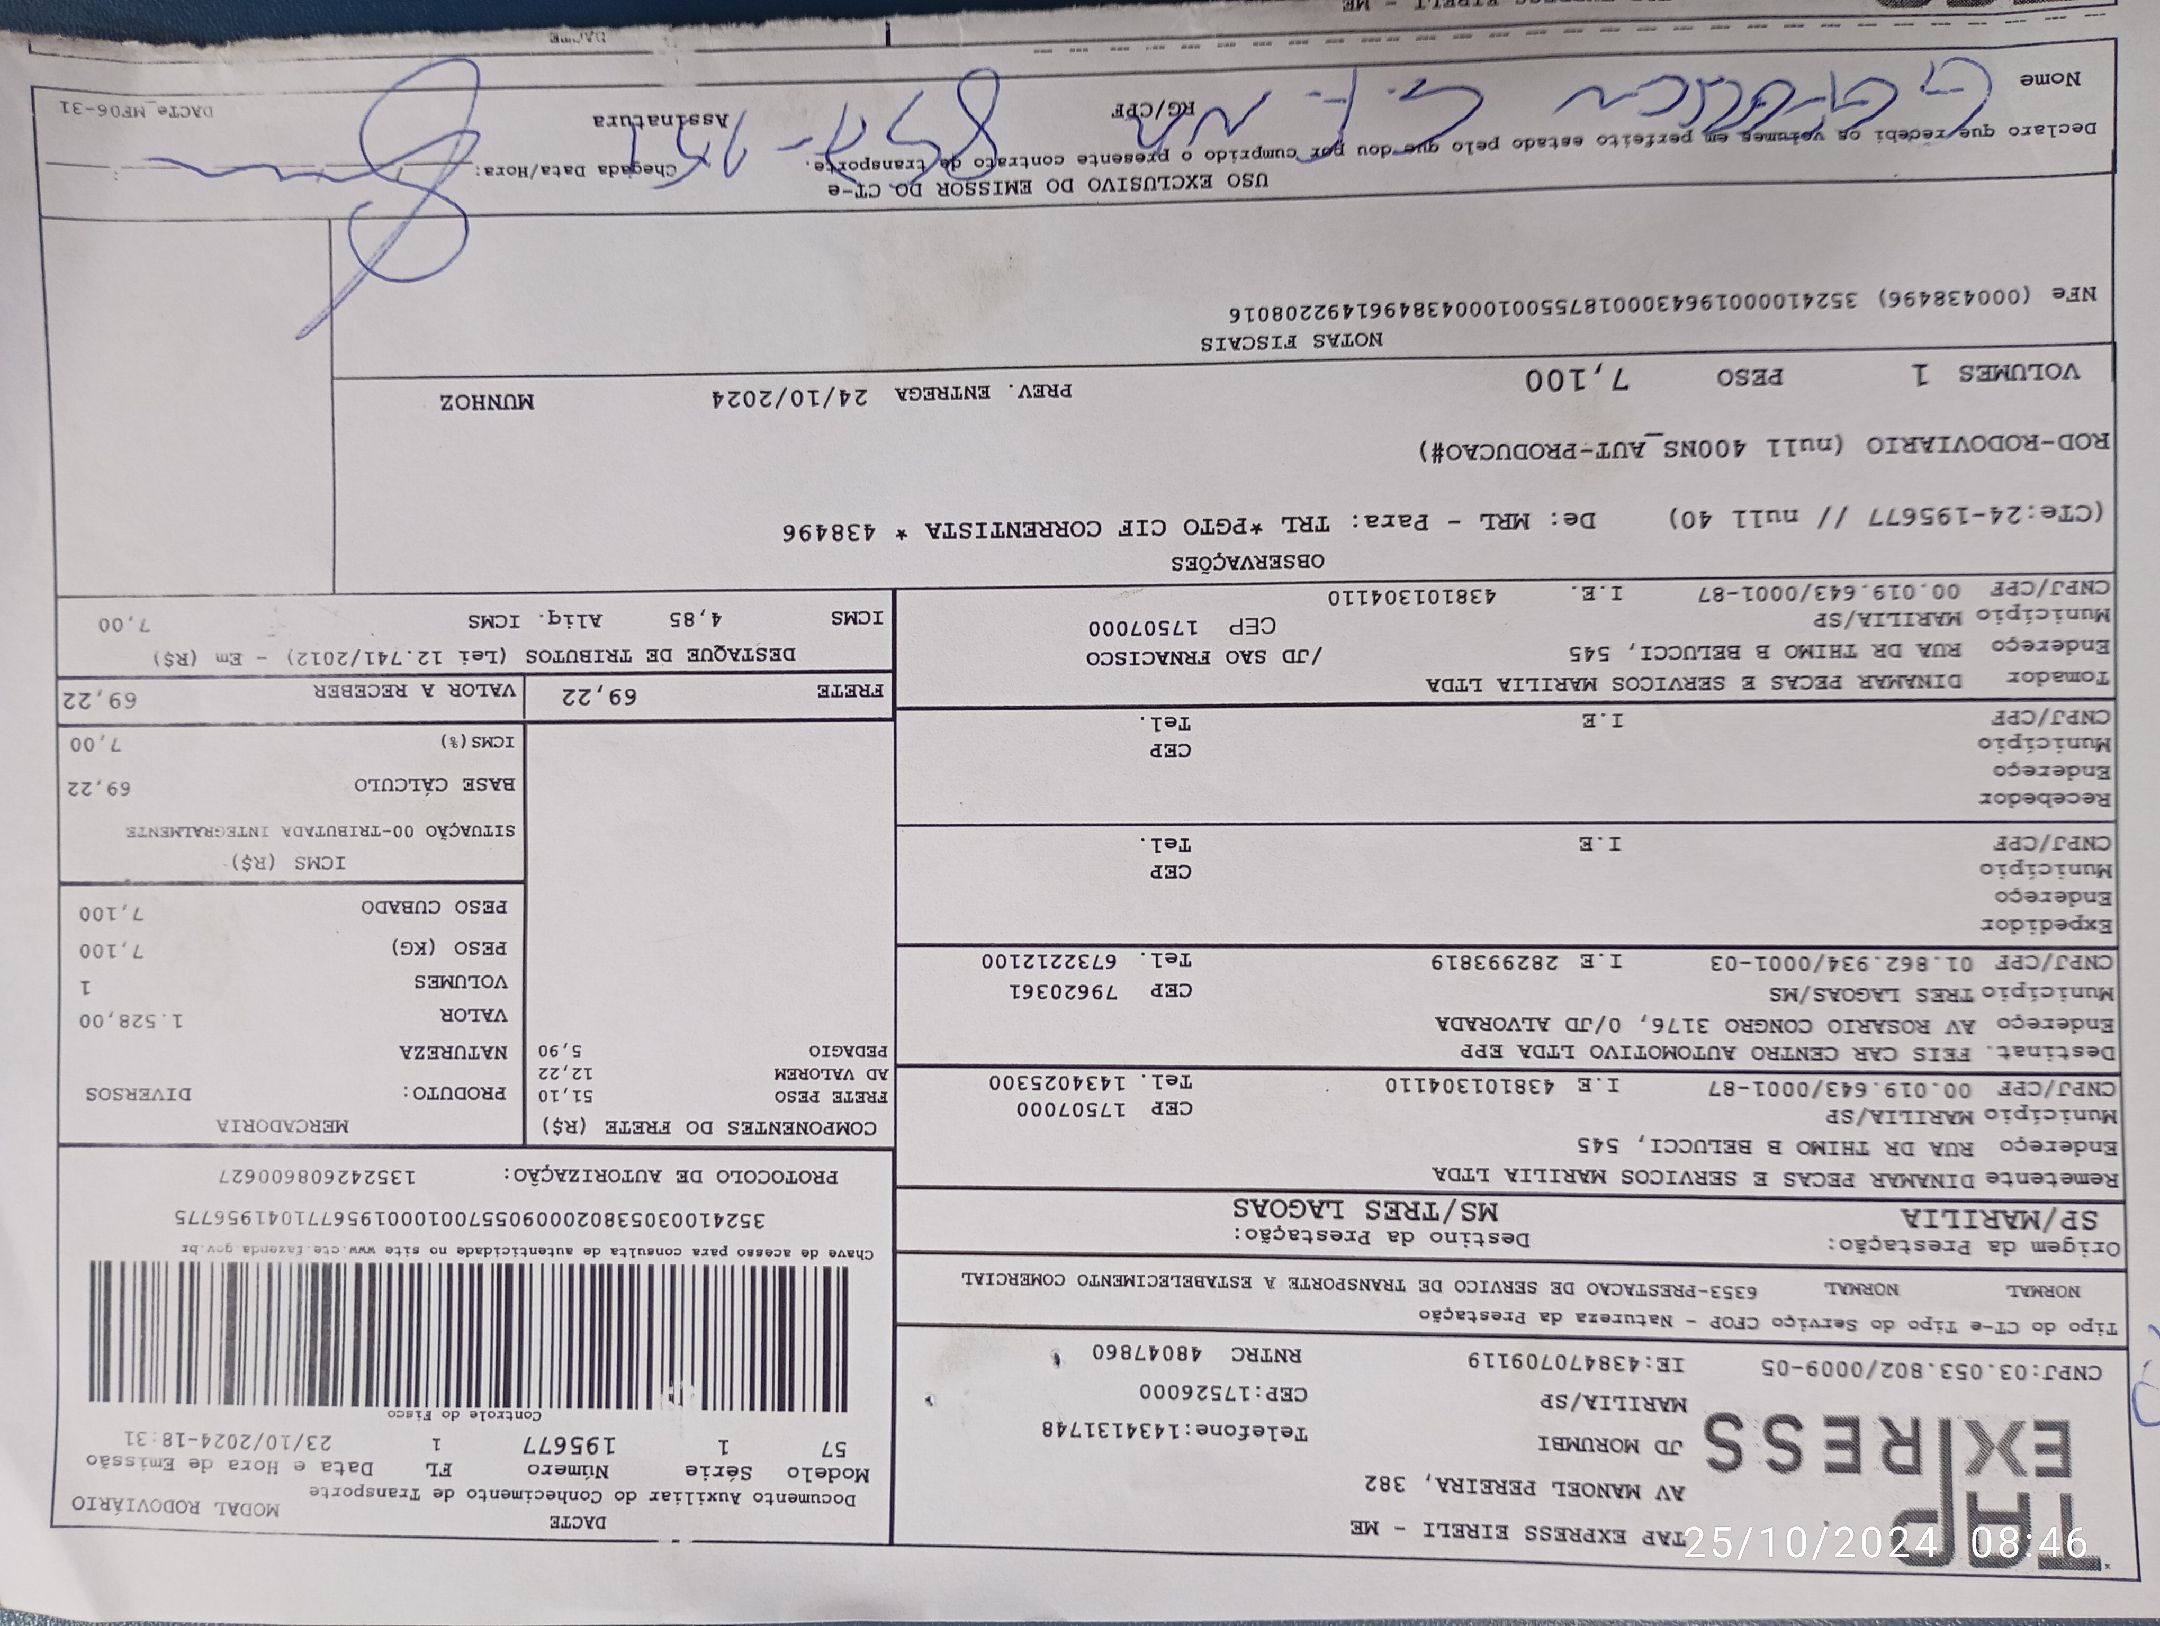 TAP EXPRESS
TAP EXPRESS EIRELI - ME
AV MANOEL PEREIRA, 382
JD MORUMBI Telefone:1434131748
MARILIA/SP CEP:17526000
CNPJ:03.053.802/0009-05 IE:43847070­9119 RNTRC 48047860
DACTE
Documento Auxiliar do Conhecimento de Transporte
MODAL RODOVIÁRIO
Modelo Série Número FL Data e Hora de Emissão
57 1 195677 1 23/10/2024-18:31
Controle do Fisco
Chave de acesso para consulta de autenticidade no site www.cte.fazenda.gov.br
35241003053802000905570010001956771041956775
PROTOCOLO DE AUTORIZAÇÃO: 135242608600627
Tipo do CT-e Tipo do Serviço CFOP - Natureza da Prestação
NORMAL NORMAL 6353-PRESTACAO DE SERVICO DE TRANSPORTE A ESTABELECIMENTO COMERCIAL
Origem da Prestação: Destino da Prestação:
SP/MARILIA MS/TRES LAGOAS
Remetente DINAMAR PECAS E SERVICOS MARILIA LTDA
Endereço RUA DR THIMO B BELUCCI, 545
Município MARILIA/SP CEP 17507000
CNPJ/CPF 00.019.643/0001-87 I.E 438101304110 Tel. 1434025300
Destinat. FEIS CAR CENTRO AUTOMOTIVO LTDA EPP
Endereço AV ROSARIO CONGRO 3176, 0/JD ALVORADA
Município TRES LAGOAS/MS CEP 79620361
CNPJ/CPF 01.862.934/0001-03 I.E 282993819 Tel. 6732212100
Expedidor
Endereço
Município CEP
CNPJ/CPF I.E Tel.
Recebedor
Endereço
Município CEP
CNPJ/CPF I.E Tel.
Tomador DINAMAR PECAS E SERVICOS MARILIA LTDA
Endereço RUA DR THIMO B BELUCCI, 545 /JD SAO FRNACISCO
Município MARILIA/SP CEP 17507000
CNPJ/CPF 00.019.643/0001-87 I.E. 438101304110
COMPONENTES DO FRETE (R$)
FRETE PESO 51,10
AD VALOREM 12,22
PEDAGIO 5,90
MERCADORIA
PRODUTO: DIVERSOS
NATUREZA
VALOR 1.528,00
VOLUMES 1
PESO (KG) 7,100
PESO CUBADO 7,100
ICMS (R$)
SITUAÇÃO 00-TRIBUTADA INTEGRALMENTE
BASE CÁLCULO 69,22
ICMS(%) 7,00
FRETE 69,22 VALOR A RECEBER 69,22
DESTAQUE DE TRIBUTOS (Lei 12.741/2012) - Em (R$)
ICMS 4,85 Aliq. ICMS 7,00
OBSERVAÇÕES
(CTe:24-195677 // null 40) De: MRL - Para: TRL *PGTO CIF CORRENTISTA * 438496
ROD-RODOVIARIO (null 400NS_AUT-PRODUCAO#)
VOLUMES 1 PESO 7,100 PREV. ENTREGA 24/10/2024 MUNHOZ
NOTAS FISCAIS
NFe (000438496) 35241000019643000187550010004384961492208016
USO EXCLUSIVO DO EMISSOR DO CT-e
Declaro que recebi os volumes em perfeito estado pelo que dou por cumprido o presente contrato de transporte.
Chegada Data/Hora:
Nome RG/CPF Assinatura
DACTe_MF06-31
DACTE
TAP EXPRESS EIRELI - ME
25/10/2024 08:46